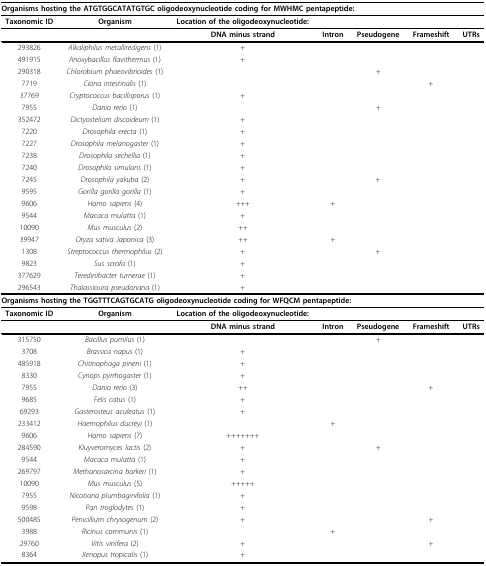 Organisms hosting the ATGTGGCATATGTGC oligodeoxynucleotide coding for MWHMC peptide:
Taxonomic ID Organism Location of the oligodeoxynucleotide:
DNA minus strand Intron Pseudogene Frameshift UTRs
293826 Alkaliphilus metalliredigens (1) +
491915 Anoxybacillus flavithermus (1) +
290318 Chlorobium phaeovibrioides (1) +
7719 Ciona intestinalis (1) +
37769 Cryptococcus bacillisporus (1) +
7955 Danio rerio (1) +
352472 Dictyostelium discoideum (1) +
7220 Drosophila erecta (1) +
7227 Drosophila melanogaster (1) +
7238 Drosophila sechellia (1) +
7240 Drosophila simulans (1) +
7245 Drosophila yakuba (2) + +
9595 Gorilla gorilla gorilla (1) +
9606 Homo sapiens (4) +++ +
9544 Macaca mulatta (1) +
10090 Mus musculus (2) ++
39947 Oryza sativa Japonica (3) ++ +
1308 Streptococcus thermophilus (2) + +
9823 Sus scrofa (1) +
377629 Teredinibacter turnerae (1) +
296543 Thalassiosira pseudonana (1) +
Organisms hosting the TGGTTTCAGTGCATG oligodeoxynucleotide coding for WFQCM peptide:
Taxonomic ID Organism Location of the oligodeoxynucleotide:
DNA minus strand Intron Pseudogene Frameshift UTRs
315750 Bacillus pumilus (1) +
3708 Brassica napus (1) +
485918 Chitinophaga pineni (1) +
8330 Cynops pyrrhogaster (1) +
7955 Danio rerio (3) ++ +
9685 Felis catus (1) +
69293 Gasterosteus aculeatus (1) +
233412 Haemophilus ducreyi (1) +
9606 Homo sapiens (7) +++++++
284590 Kluyveromyces lactis (2) + +
9544 Macaca mulatta (1) +
269797 Methanosarcina barkeri (1) +
10090 Mus musculus (5) +++++
7955 Nicotiana plumbaginifolia (1) +
9598 Pan troglodytes (1) +
500485 Penicillium chrysogenum (2) + +
3988 Ricinus communis (1) +
29760 Vitis vinifera (2) + +
8364 Xenopus tropicalis (1) +